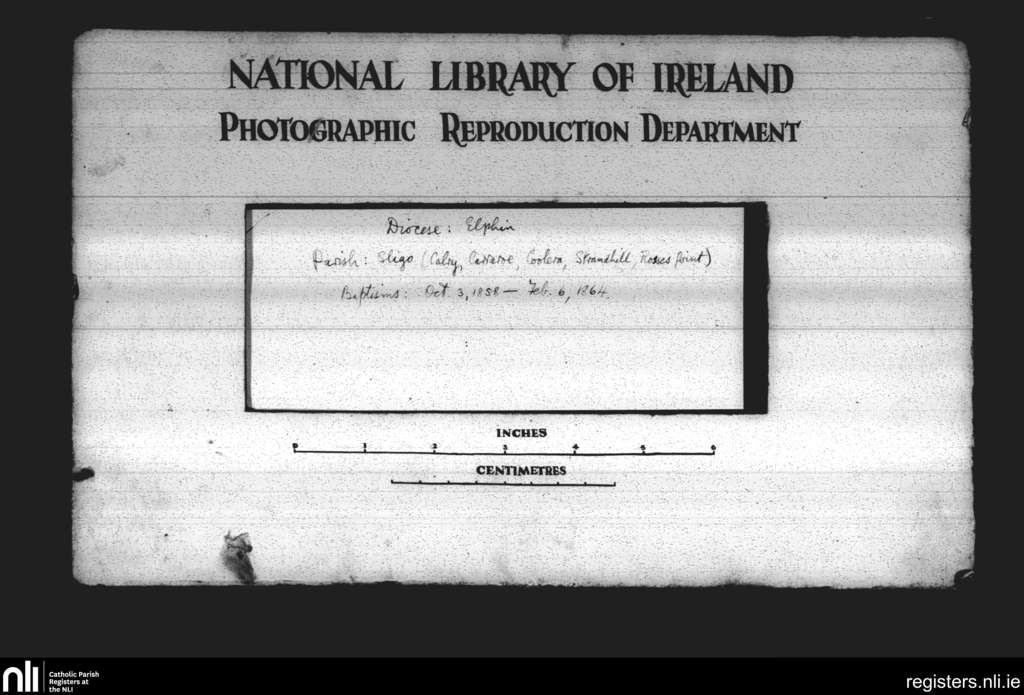 NATIONAL LIBRARY OF IRELAND
PHOTOGRAPHIC REPRODUCTION DEPARTMENT
Diocese: Elphin
Parish: Sligo (Calry, Coolera, Strandhill, Rosses Point)
Baptisms: Oct. 3, 1858 — Feb. 6, 1864.
INCHES
0 1 2 3 4 5 6
CENTIMETRES
nli
Catholic Parish
Registers at
the NLI
registers.nli.ie